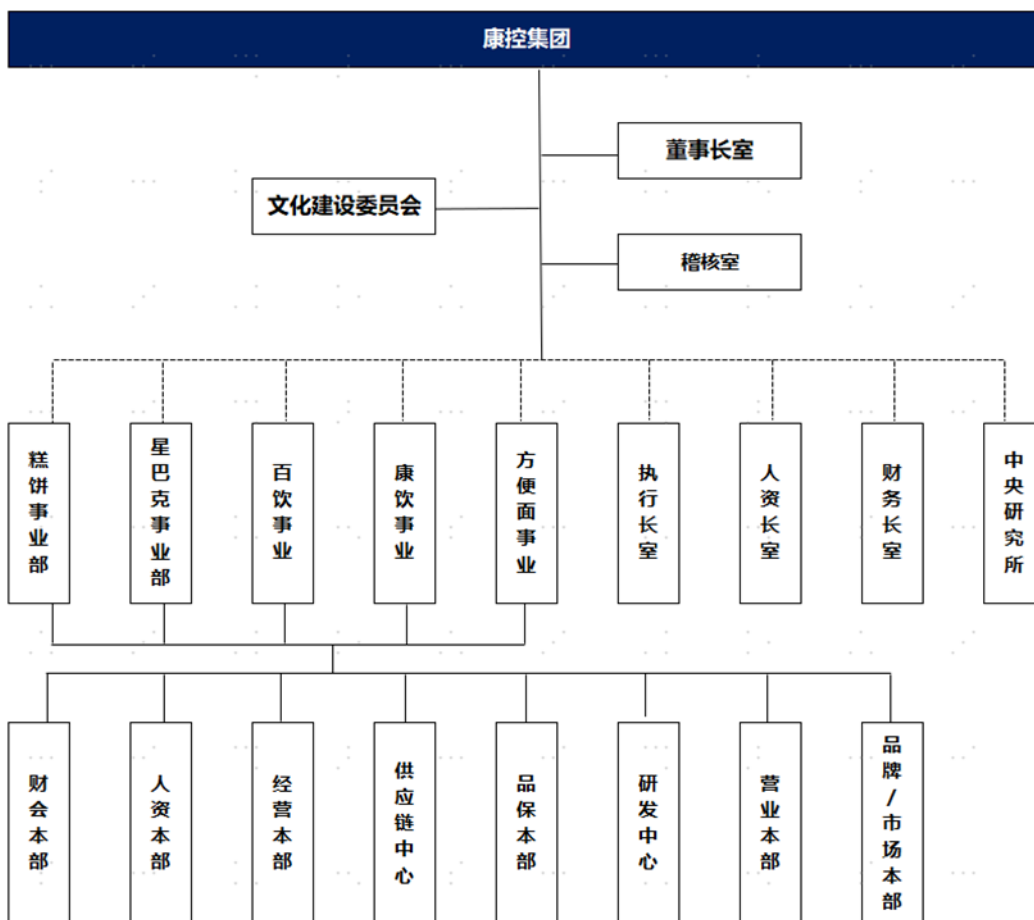 康控集团
董事长室
文化建设委员会
稽核室
糕饼事业部
星巴克事业部
百饮事业
康饮事业
方便面事业
执行长室
人资长室
财务长室
中央研究所
财会本部
人资本部
经营本部
供应链中心
品保本部
研发中心
营业本部
品牌/市场本部